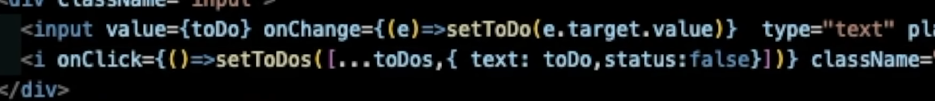 <div className="input">
<input value={toDo} onChange={(e)=>setToDo(e.target.value)}  type="text" pla
<i onClick={()=>setToDos([...toDos,{ text: toDo,status:false}])} className="
</div>